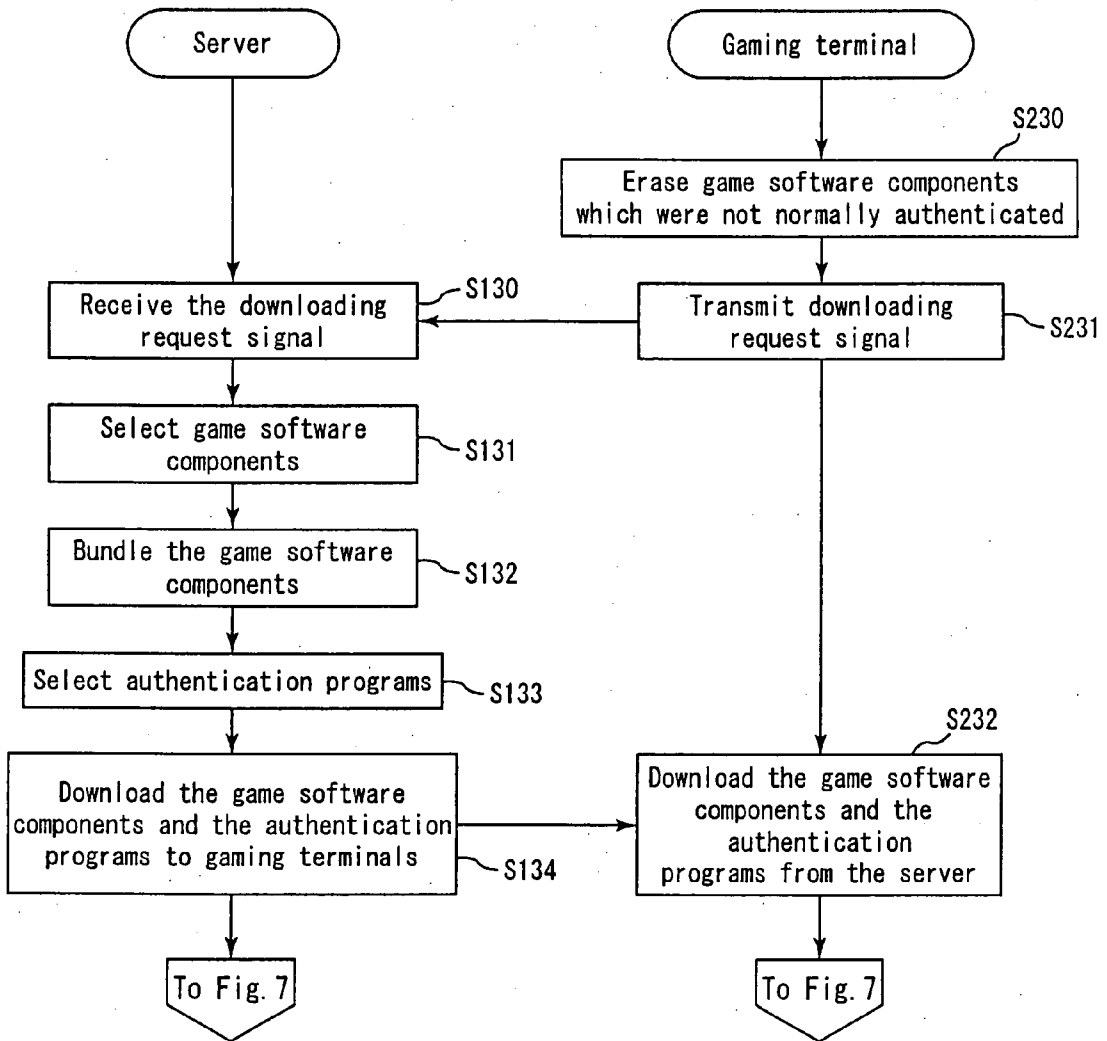 Server
Gaming terminal
S230
Erase game software components
which were not normally authenticated
S130
Receive the downloading
request signal
Transmit downloading
request signal
S231
Select game software
components
S131
Bundle the game software
components
S132
Select authentication programs
S133
S232
Download the game software
components and the authentication
programs to gaming terminals
S134
Download the game software
components and the
authentication
programs from the server
To Fig. 7
To Fig. 7